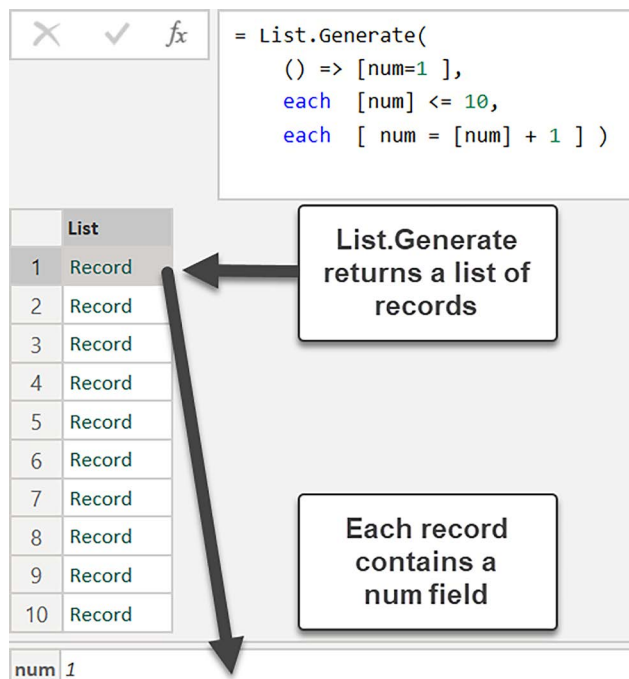 fx
= List.Generate(
() => [num=1 ],
each [num] <= 10,
each [ num = [num] + 1 ] )
List
1 Record
2 Record
3 Record
4 Record
5 Record
6 Record
7 Record
8 Record
9 Record
10 Record
List.Generate
returns a list of
records
Each record
contains a
num field
num 1